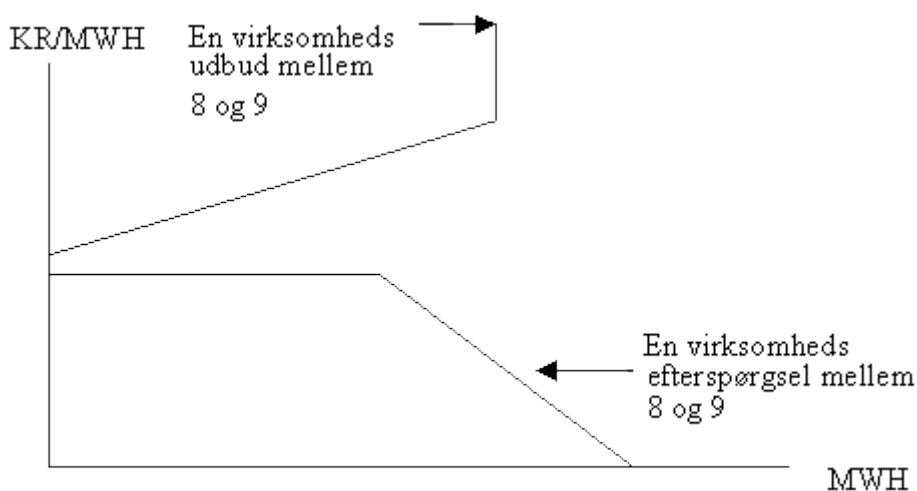 KR/MWH
En virksomheds
udbud mellem
8 og 9
En virksomheds
efterspørgsel mellem
8 og 9
MWH